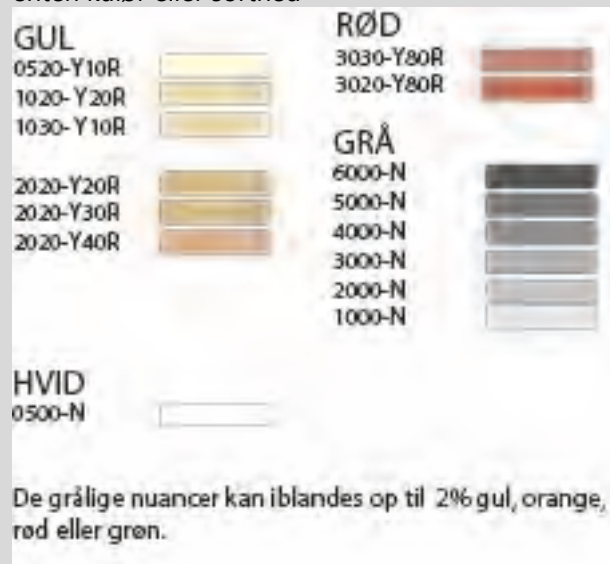 GUL
0520-Y10R
1020-Y20R
1030-Y10R
2020-Y20R
2020-Y30R
2020-Y40R
HVID
0500-N
RØD
3030-Y80R
3020-Y80R
GRÅ
6000-N
5000-N
4000-N
3000-N
2000-N
1000-N
De grålige nuancer kan iblandes op til 2% gul, orange,
rød eller grøn.